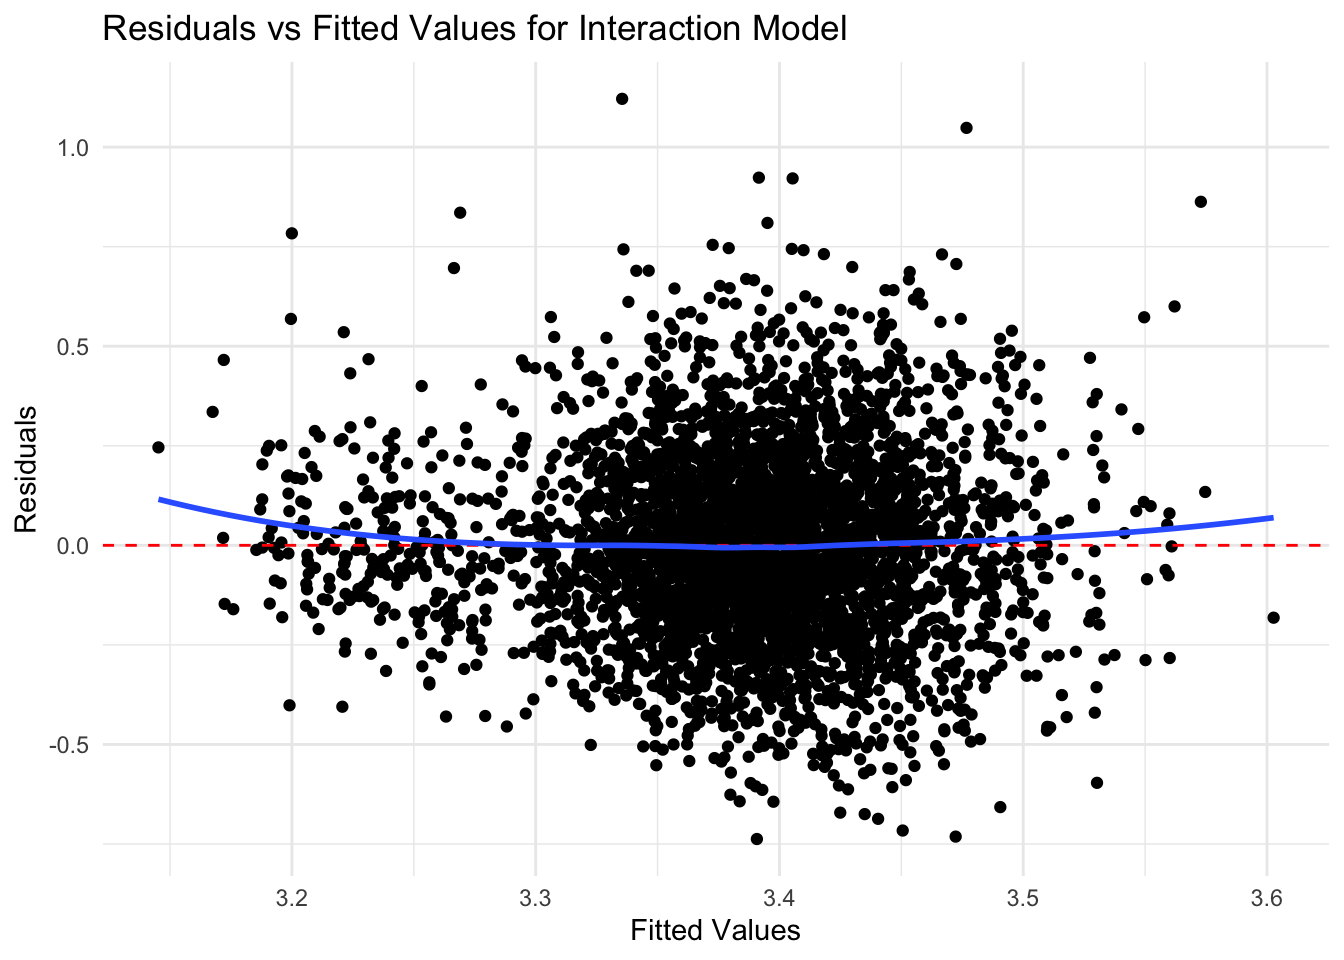 Residuals vs Fitted Values for Interaction Model
1.0
0.5
0.0
-0.5
Residuals
3.2 3.3 3.4 3.5 3.6
Fitted Values